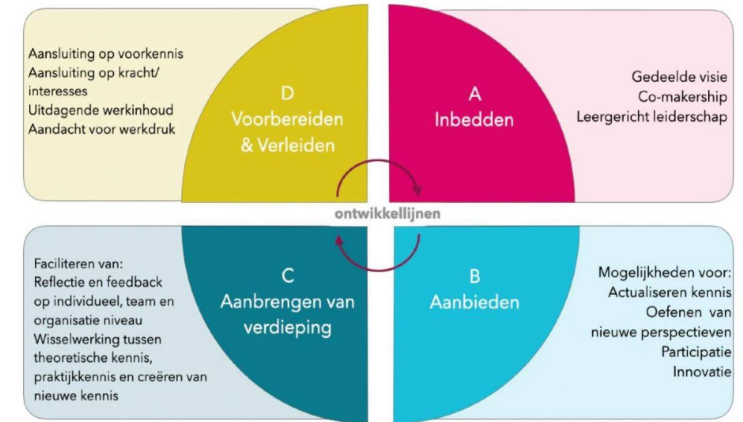 Aansluiting op voorkennis
Aansluiting op kracht/
interesses
Uitdagende werkinhoud
Aandacht voor werkdruk
D
Voorbereiden
& Verleiden
A
Inbedden
Gedeelde visie
Co-makership
Leergericht leiderschap
ontwikkellijnen
Faciliteren van:
Reflectie en feedback
op individueel, team en
organisatie niveau
Wisselwerking tussen
theoretische kennis,
praktijkkennis en creëren van
nieuwe kennis
C
Aanbrengen van
verdieping
B
Aanbieden
Mogelijkheden voor:
Actualiseren kennis
Oefenen van
nieuwe perspectieven
Participatie
Innovatie